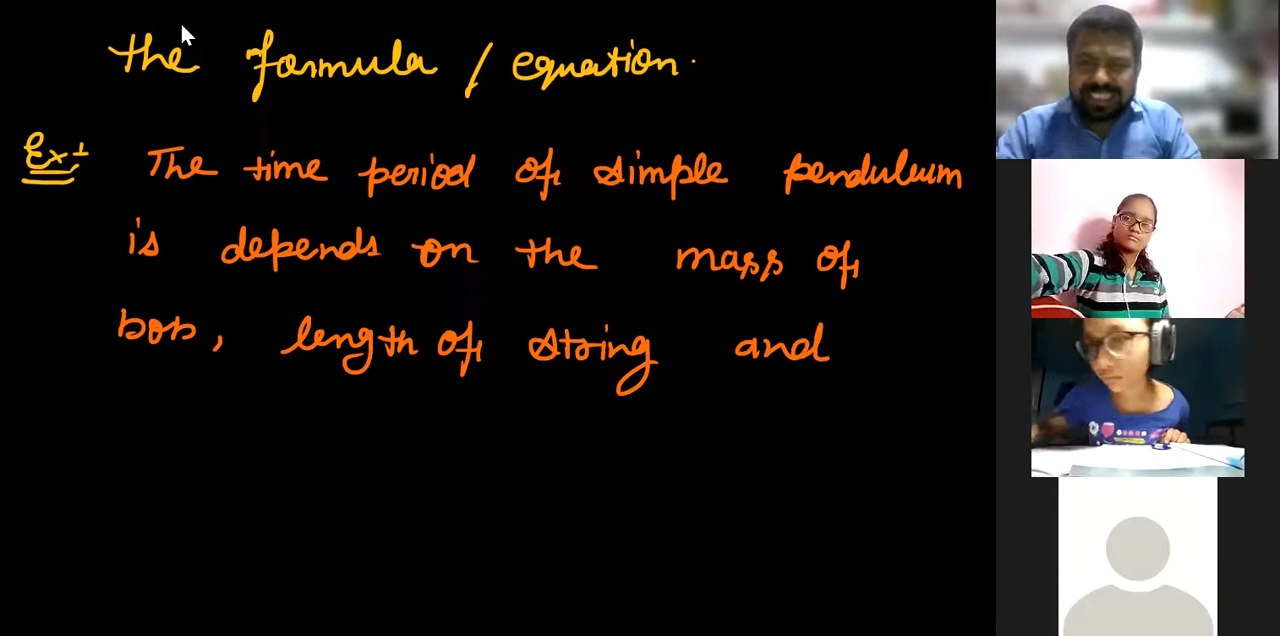 the formula / equation.
Ex:- The time period of simple pendulum
is depends on the mass of
bob, length of string and